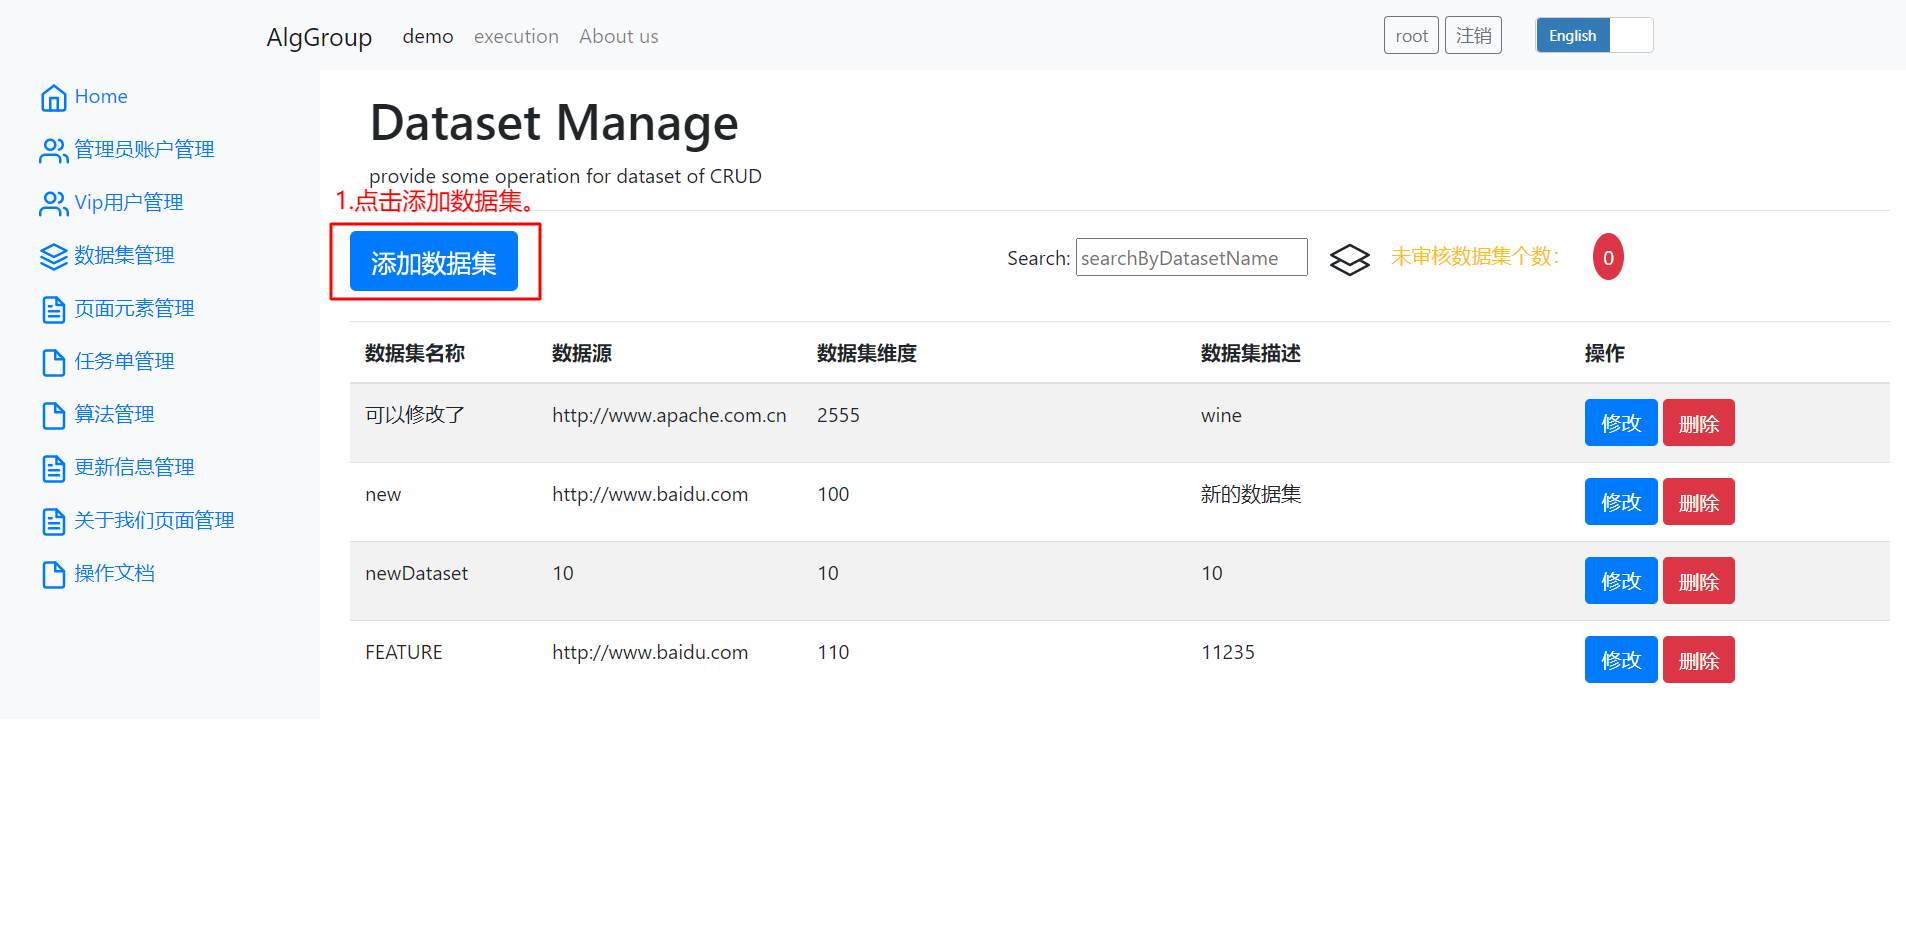 AlgGroup demo execution About us root 注销 English
Home
管理员账户管理
Vip用户管理
数据集管理
页面元素管理
任务单管理
算法管理
更新信息管理
关于我们页面管理
操作文档
Dataset Manage
provide some operation for dataset of CRUD
1.点击添加数据集。
添加数据集 Search: searchByDatasetName 未审核数据集个数: 0
数据集名称 数据源 数据集维度 数据集描述 操作
可以修改了 http://www.apache.com.cn 2555 wine 修改 删除
new http://www.baidu.com 100 新的数据集 修改 删除
newDataset 10 10 10 修改 删除
FEATURE http://www.baidu.com 110 11235 修改 删除